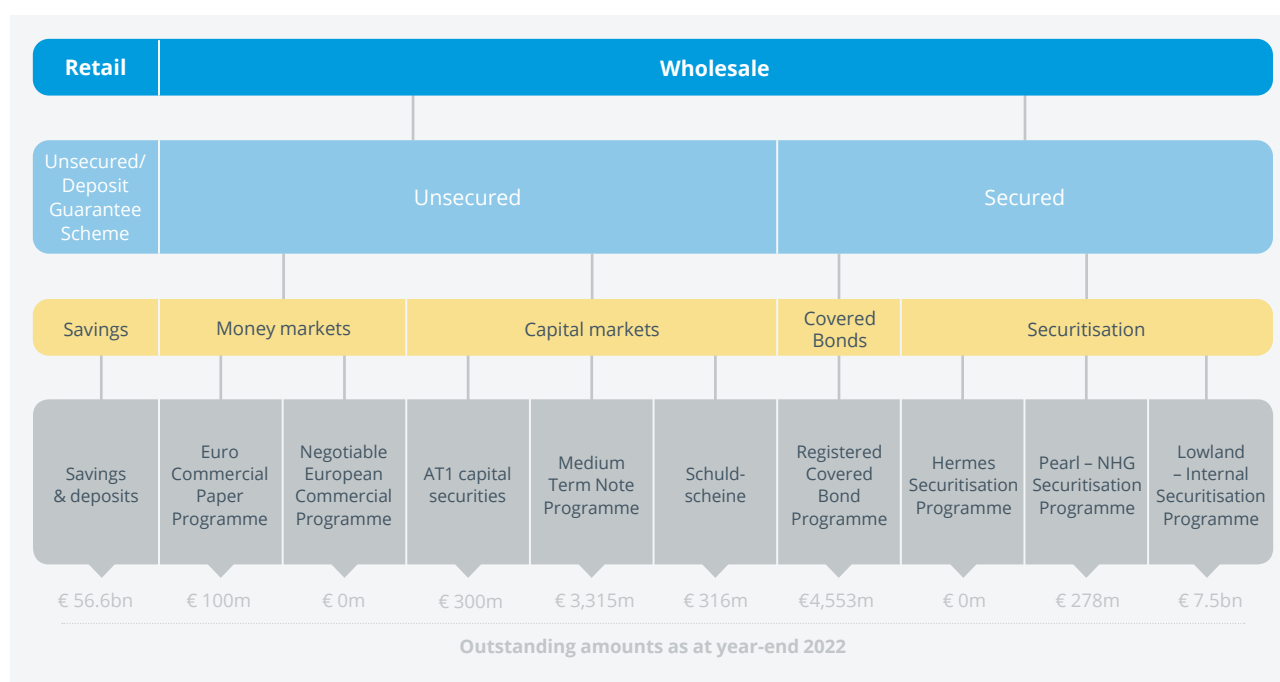 Retail
Wholesale
Unsecured/
Deposit
Guarantee
Scheme
Unsecured
Secured
Savings
Money markets
Capital markets
Covered
Bonds
Securitisation
Savings
& deposits
Euro
Commercial
Paper
Programme
Negotiable
European
Commercial
Programme
AT1 capital
securities
Medium
Term Note
Programme
Schuld-
scheine
Registered
Covered
Bond
Programme
Hermes
Securitisation
Programme
Pearl – NHG
Securitisation
Programme
Lowland
– Internal
Securitisation
Programme
€ 56.6bn
€ 100m
€ 0m
€ 300m
€ 3,315m
€ 316m
€4,553m
€ 0m
€ 278m
€ 7.5bn
Outstanding amounts as at year-end 2022